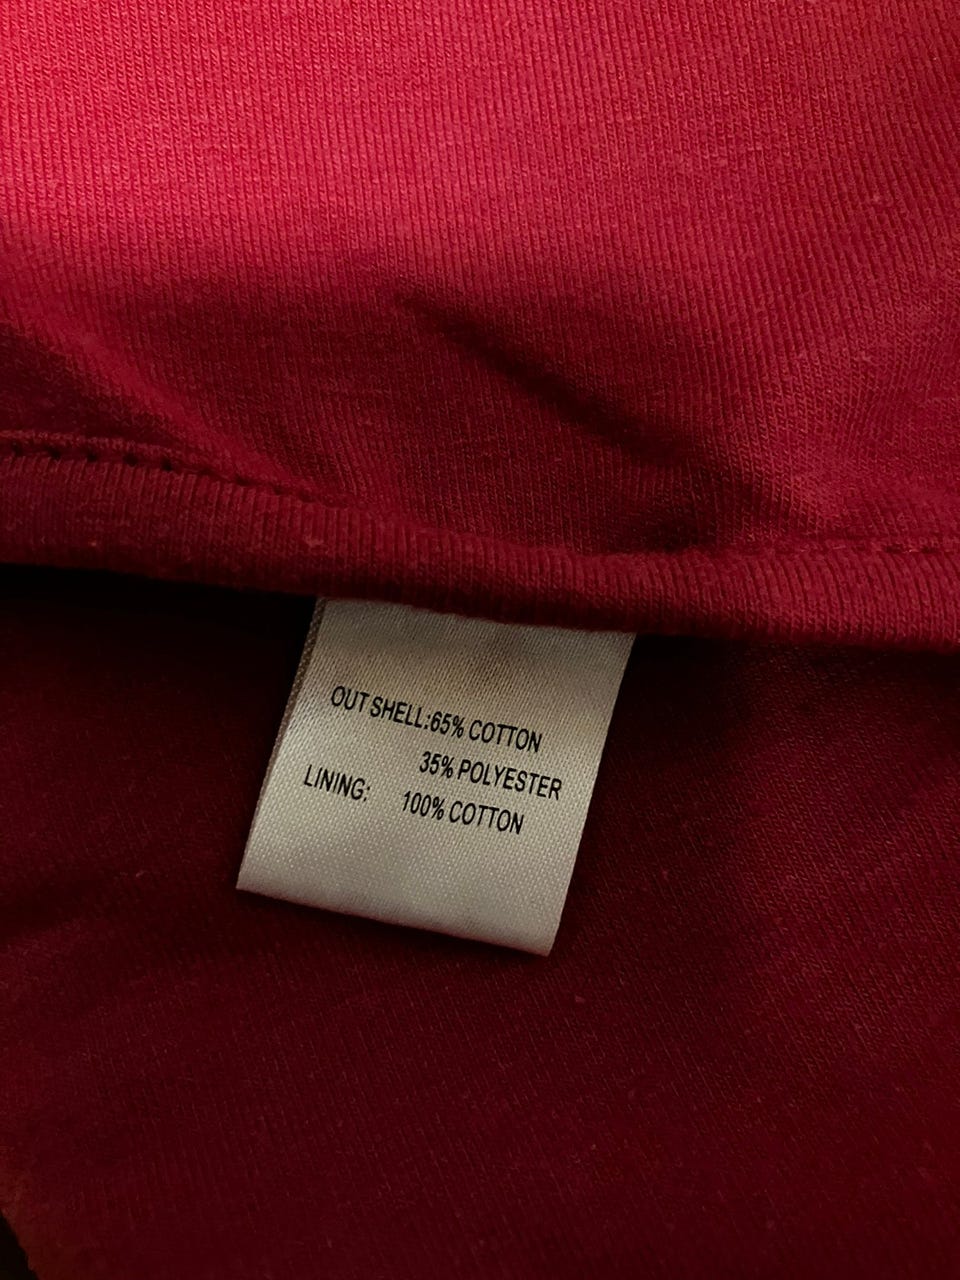 OUT SHELL:65% COTTON
35% POLYESTER
LINING: 100% COTTON